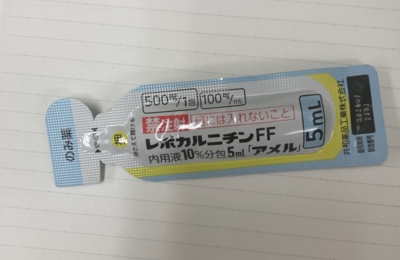 のみ薬
500mg/1包 100mg/mL
禁注射 目には入れないこと
レボカルニチンFF
内用液10%分包5mL「アメル」
5mL
共和薬品工業株式会社